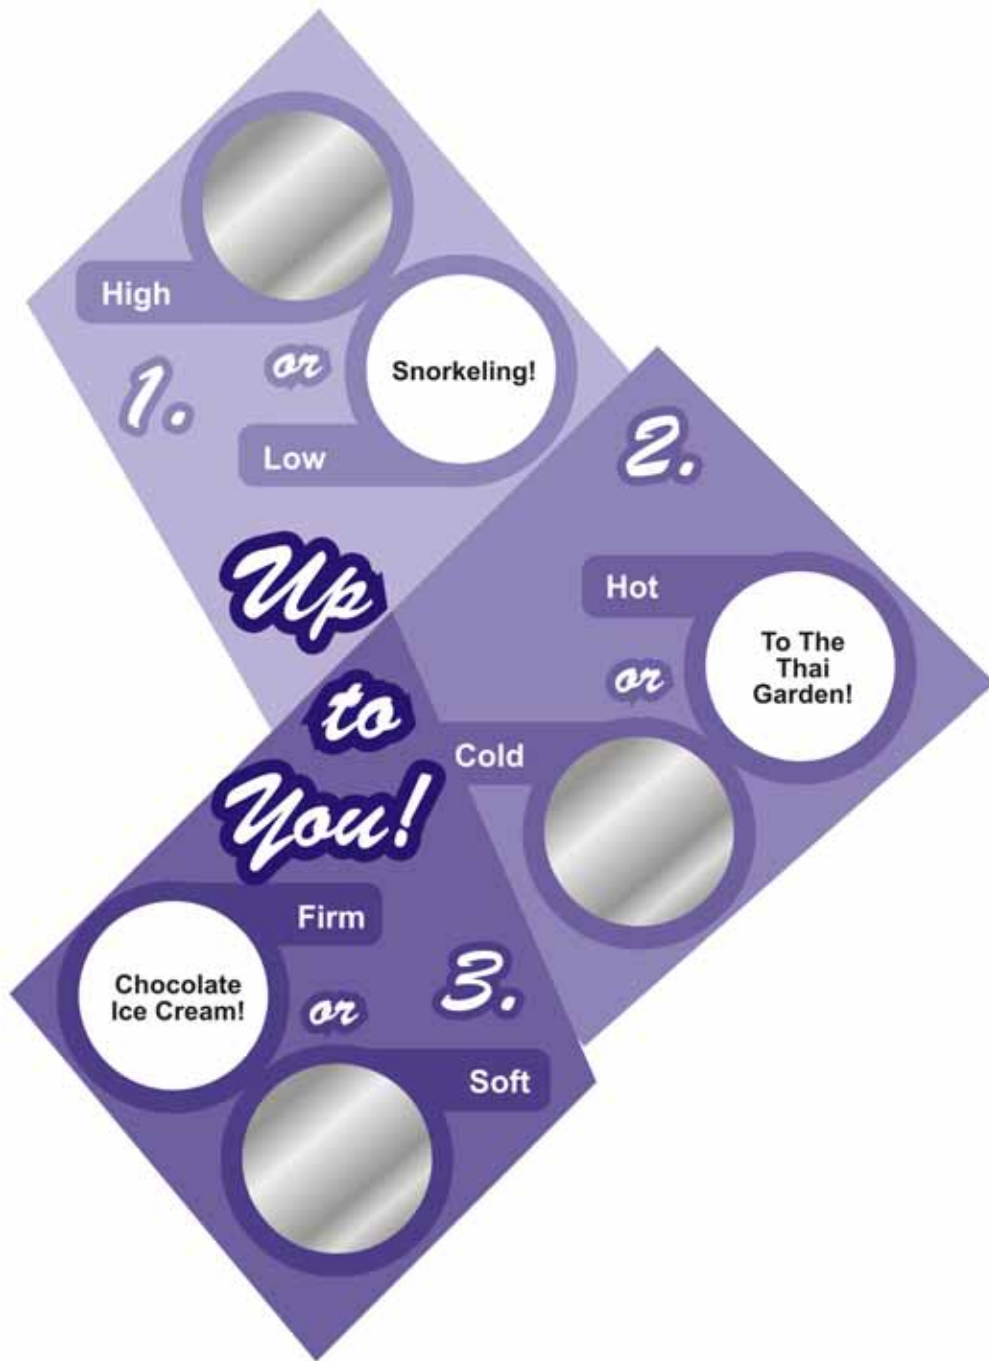 High
1.
or
Snorkeling!
Low
2.
Up
to
You!
Hot
or
To The
Thai
Garden!
Cold
Firm
Chocolate
Ice Cream!
or
3.
Soft